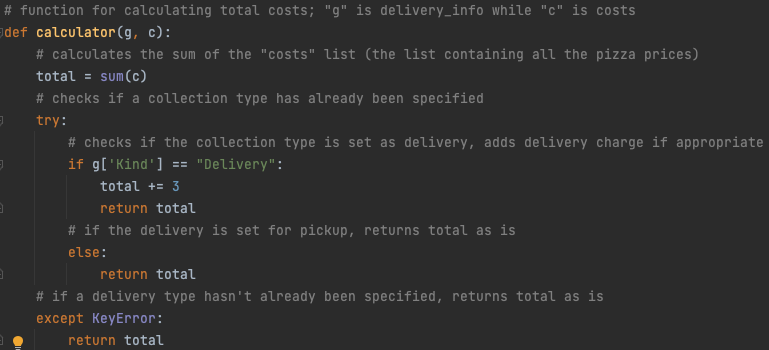 # function for calculating total costs; "g" is delivery_info while "c" is costs
def calculator(g, c):
    # calculates the sum of the "costs" list (the list containing all the pizza prices)
    total = sum(c)
    # checks if a collection type has already been specified
    try:
        # checks if the collection type is set as delivery, adds delivery charge if appropriate
        if g['Kind'] == "Delivery":
            total += 3
            return total
        # if the delivery is set for pickup, returns total as is
        else:
            return total
    # if a delivery type hasn't already been specified, returns total as is
    except KeyError:
        return total